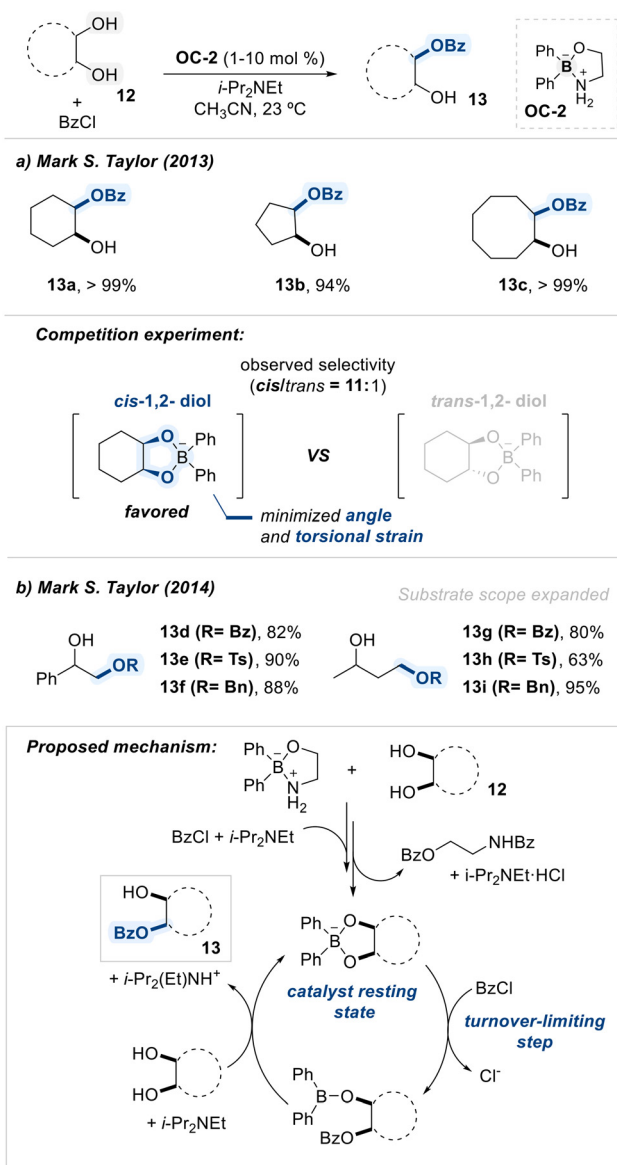 OH
OH
12
+
BzCl
OC-2 (1-10 mol %)
i-Pr2NEt
CH3CN, 23 ºC
OBz
OH
13
Ph
Ph
B
−
O
N
+
H2
OC-2
a) Mark S. Taylor (2013)
OBz
OH
OBz
OH
OBz
OH
13a, > 99%
13b, 94%
13c, > 99%
Competition experiment:
observed selectivity
(cis/trans = 11:1)
cis-1,2- diol
trans-1,2- diol
O
B
−
O
Ph
Ph
VS
O
B
−
O
Ph
Ph
favored
minimized angle
and torsional strain
b) Mark S. Taylor (2014)
Substrate scope expanded
OH
Ph
OR
13d (R= Bz), 82%
13e (R= Ts), 90%
13f (R= Bn), 88%
OH
OR
13g (R= Bz), 80%
13h (R= Ts), 63%
13i (R= Bn), 95%
Proposed mechanism:
Ph
Ph
B
−
O
N
+
H2
+
HO
HO
12
BzCl + i-Pr2NEt
BzO
NHBz
+ i-Pr2NEt·HCl
HO
BzO
13
+ i-Pr2(Et)NH+
Ph
Ph
B
−
O
O
catalyst resting
state
BzCl
turnover-limiting
step
Cl-
HO
HO
+ i-Pr2NEt
Ph
B
O
Ph
BzO